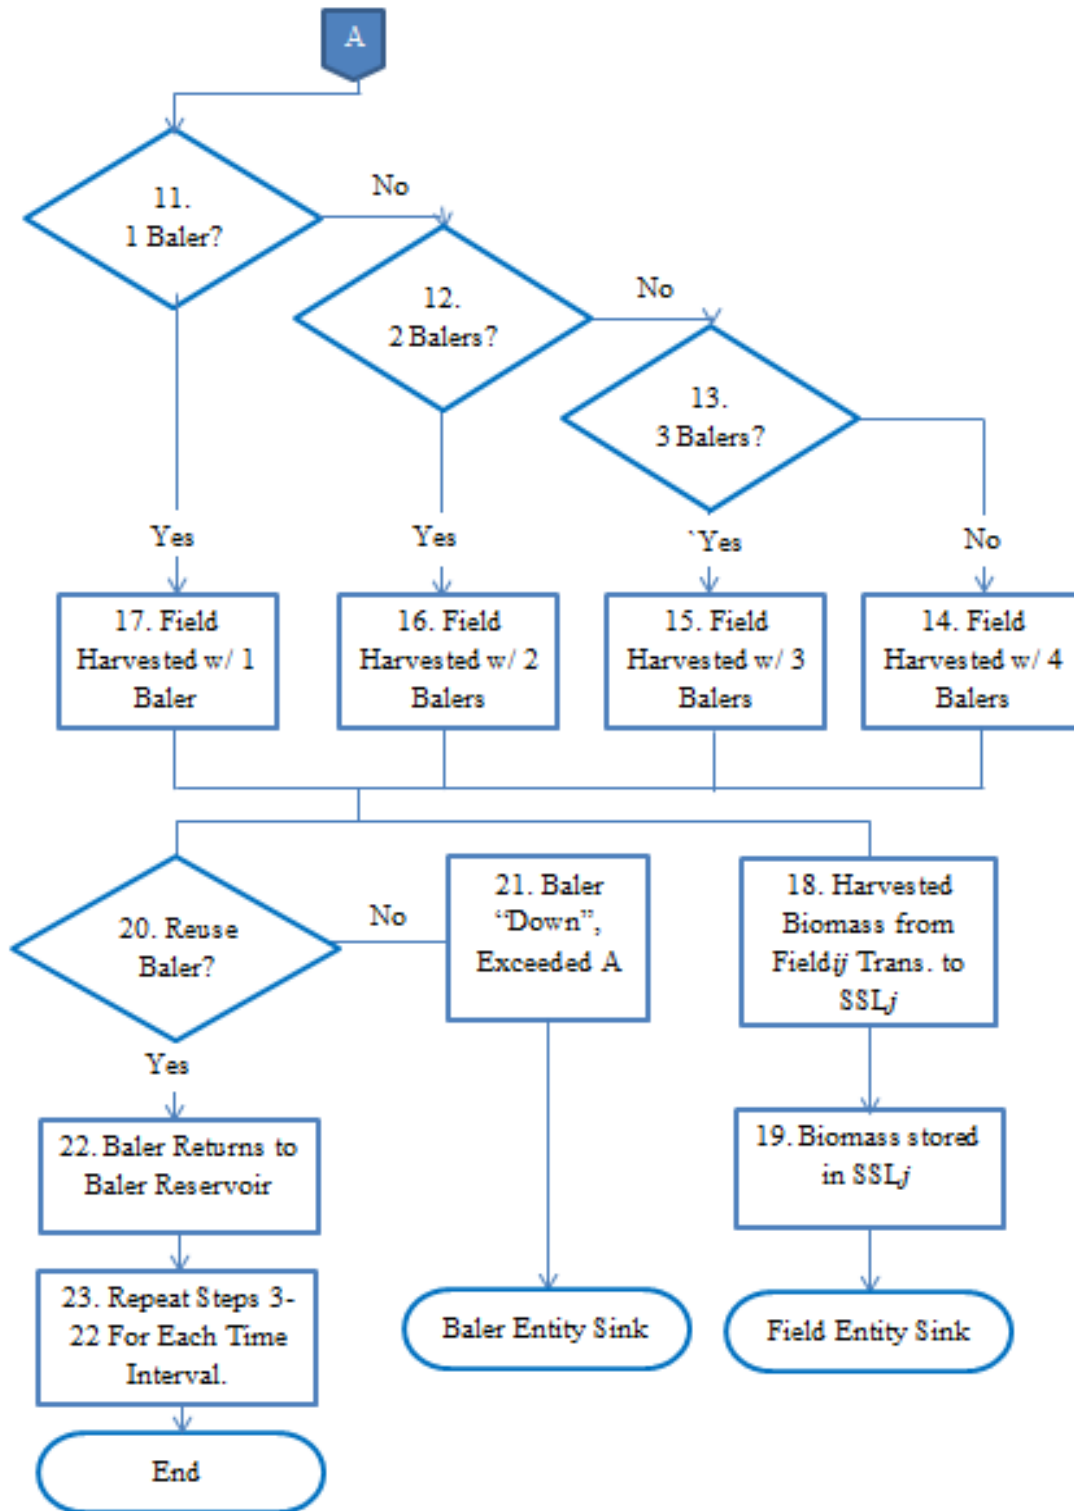 A
11.
1 Baler?
No
12.
2 Balers?
No
13.
3 Balers?
Yes
Yes
`Yes
No
17. Field
Harvested w/ 1
Baler
16. Field
Harvested w/ 2
Balers
15. Field
Harvested w/ 3
Balers
14. Field
Harvested w/ 4
Balers
20. Reuse
Baler?
No
21. Baler
“Down”,
Exceeded A
18. Harvested
Biomass from
Fieldij Trans. to
SSLj
Yes
22. Baler Returns to
Baler Reservoir
19. Biomass stored
in SSLj
23. Repeat Steps 3-
22 For Each Time
Interval.
Baler Entity Sink
Field Entity Sink
End